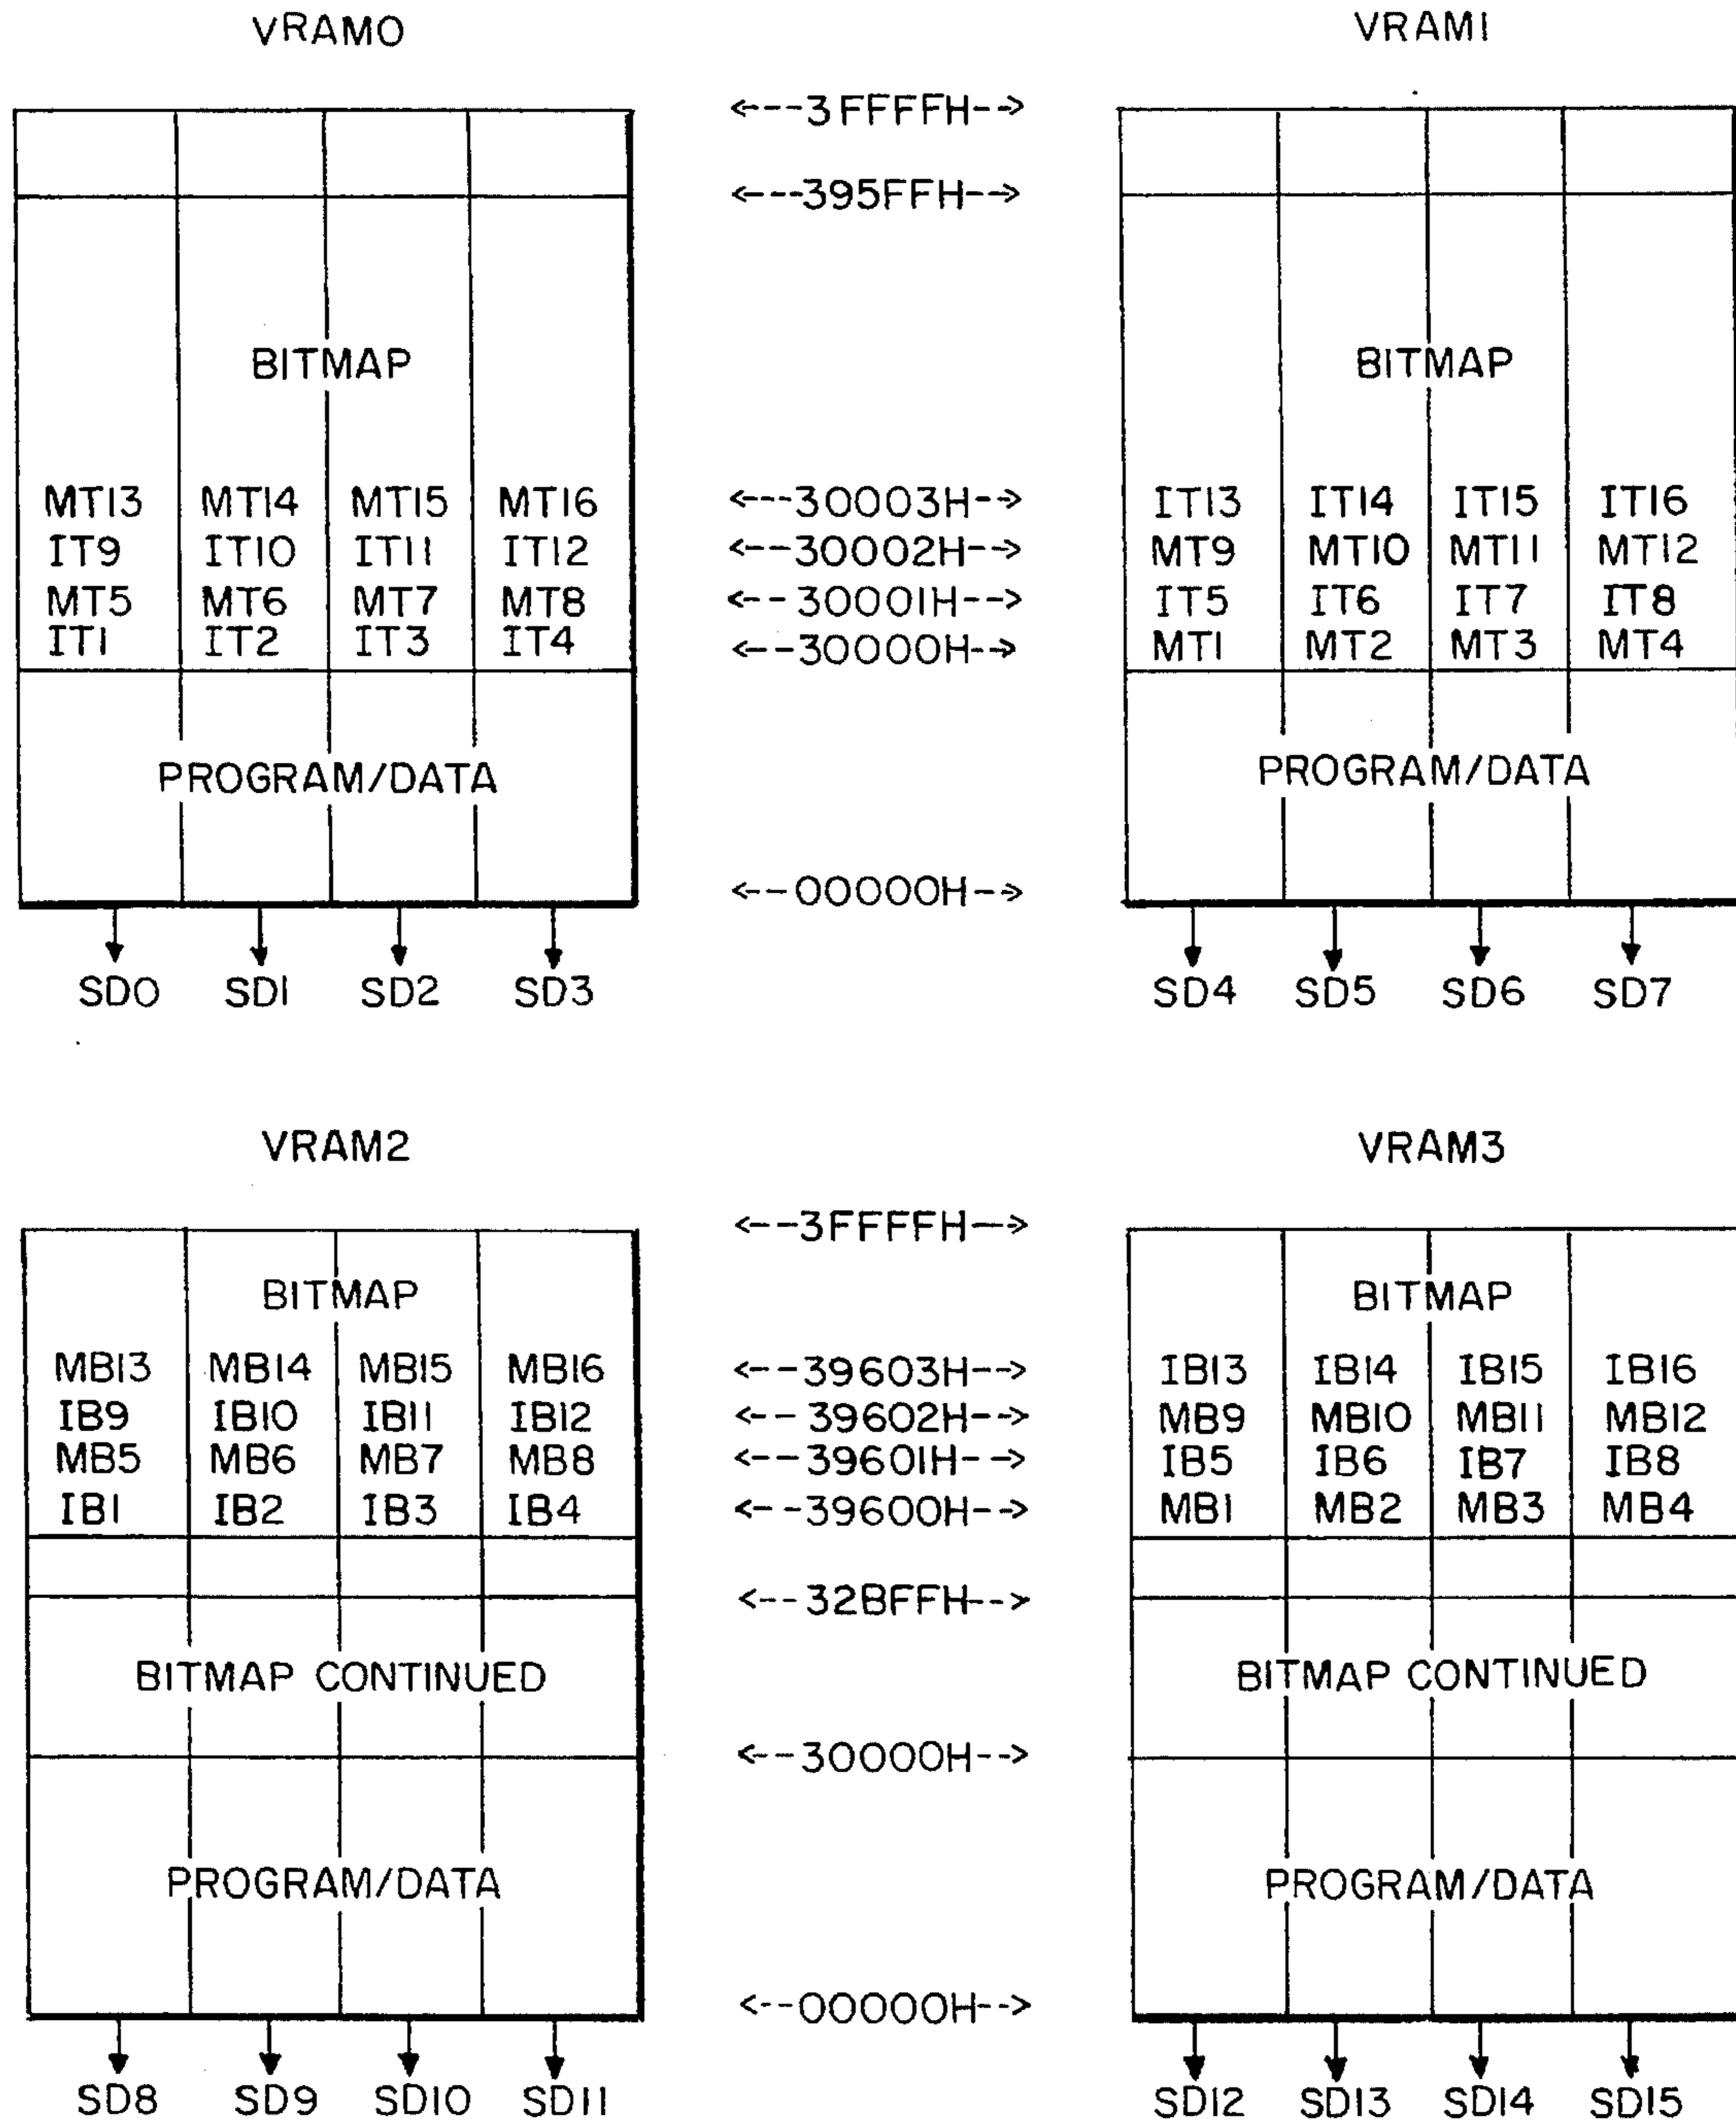 VRAM0 VRAM1
<---3FFFFH-->
<---395FFH-->
BITMAP BITMAP
MT13 MT14 MT15 MT16 <---30003H--> IT13 IT14 IT15 IT16
IT9 IT10 IT11 IT12 <--30002H--> MT9 MT10 MT11 MT12
MT5 MT6 MT7 MT8 <--30001H--> IT5 IT6 IT7 IT8
IT1 IT2 IT3 IT4 <--30000H--> MT1 MT2 MT3 MT4
PROGRAM/DATA PROGRAM/DATA
<--00000H-->
SD0 SD1 SD2 SD3 SD4 SD5 SD6 SD7
VRAM2 VRAM3
<--3FFFFH-->
BITMAP BITMAP
MB13 MB14 MB15 MB16 <--39603H--> IB13 IB14 IB15 IB16
IB9 IB10 IB11 IB12 <--39602H--> MB9 MB10 MB11 MB12
MB5 MB6 MB7 MB8 <--39601H--> IB5 IB6 IB7 IB8
IB1 IB2 IB3 IB4 <--39600H--> MB1 MB2 MB3 MB4
<--32BFFH-->
BITMAP CONTINUED BITMAP CONTINUED
<--30000H-->
PROGRAM/DATA PROGRAM/DATA
<--00000H-->
SD8 SD9 SD10 SD11 SD12 SD13 SD14 SD15